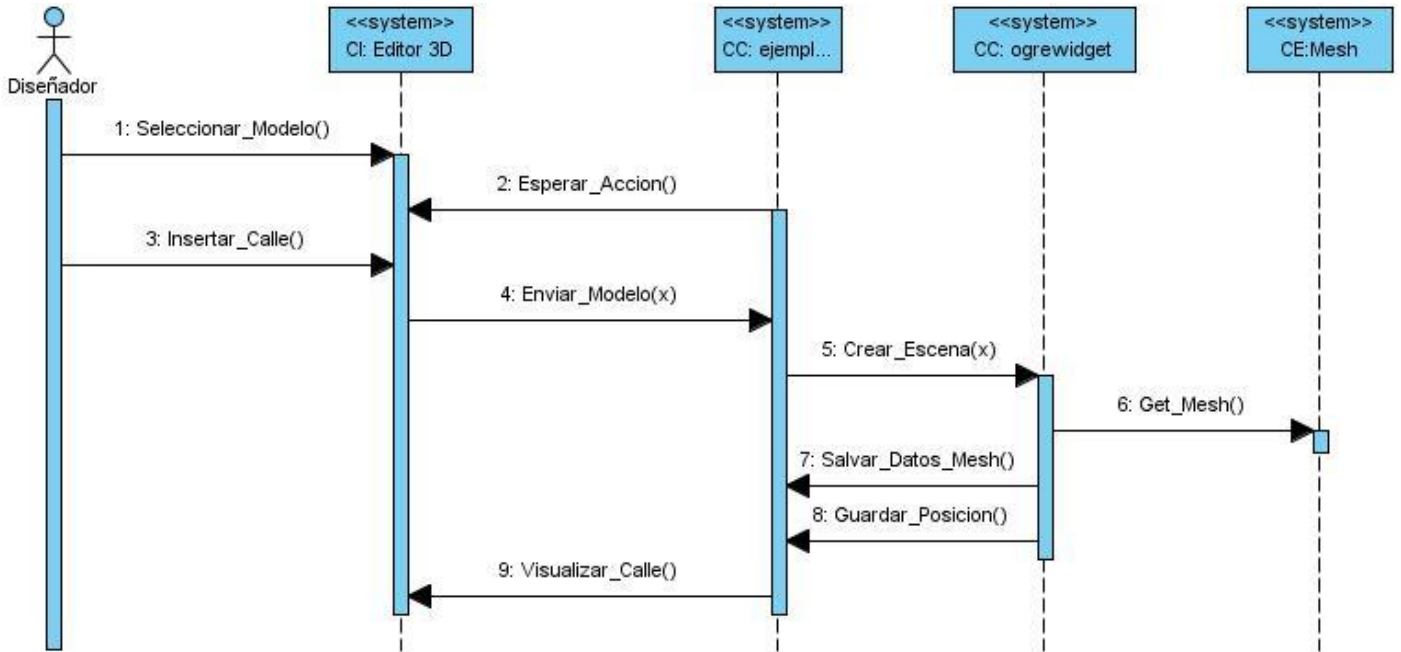 <<system>>
CI: Editor 3D
<<system>>
CC: ejempl...
<<system>>
CC: ogrewidget
<<system>>
CE:Mesh
Diseñador
1: Seleccionar_Modelo()
2: Esperar_Accion()
3: Insertar_Calle()
4: Enviar_Modelo(x)
5: Crear_Escena(x)
6: Get_Mesh()
7: Salvar_Datos_Mesh()
8: Guardar_Posicion()
9: Visualizar_Calle()